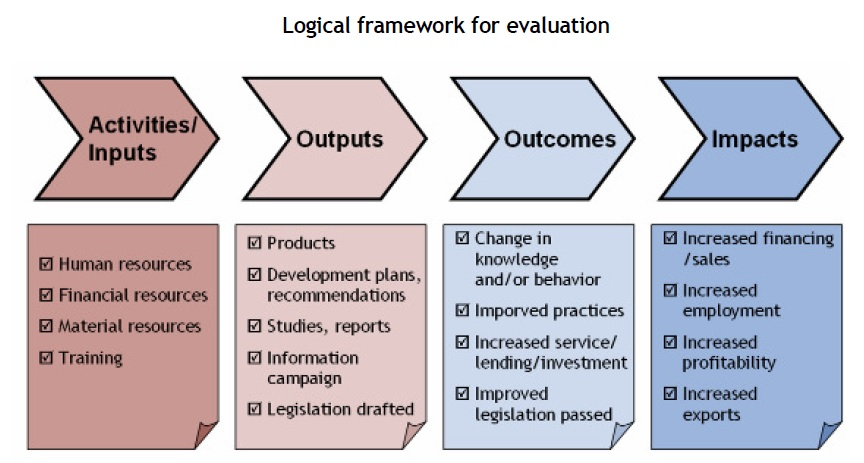 Logical framework for evaluation
Activities/
Inputs
Outputs
Outcomes
Impacts
☑ Human resources
☑ Financial resources
☑ Material resources
☑ Training
☑ Products
☑ Development plans,
recommendations
☑ Studies, reports
☑ Information
campaign
☑ Legislation drafted
☑ Change in
knowledge
and/or behavior
☑ Imporved practices
☑ Increased service/
lending/investment
☑ Improved
legislation passed
☑ Increased financing
/sales
☑ Increased
employment
☑ Increased
profitability
☑ Increased
exports